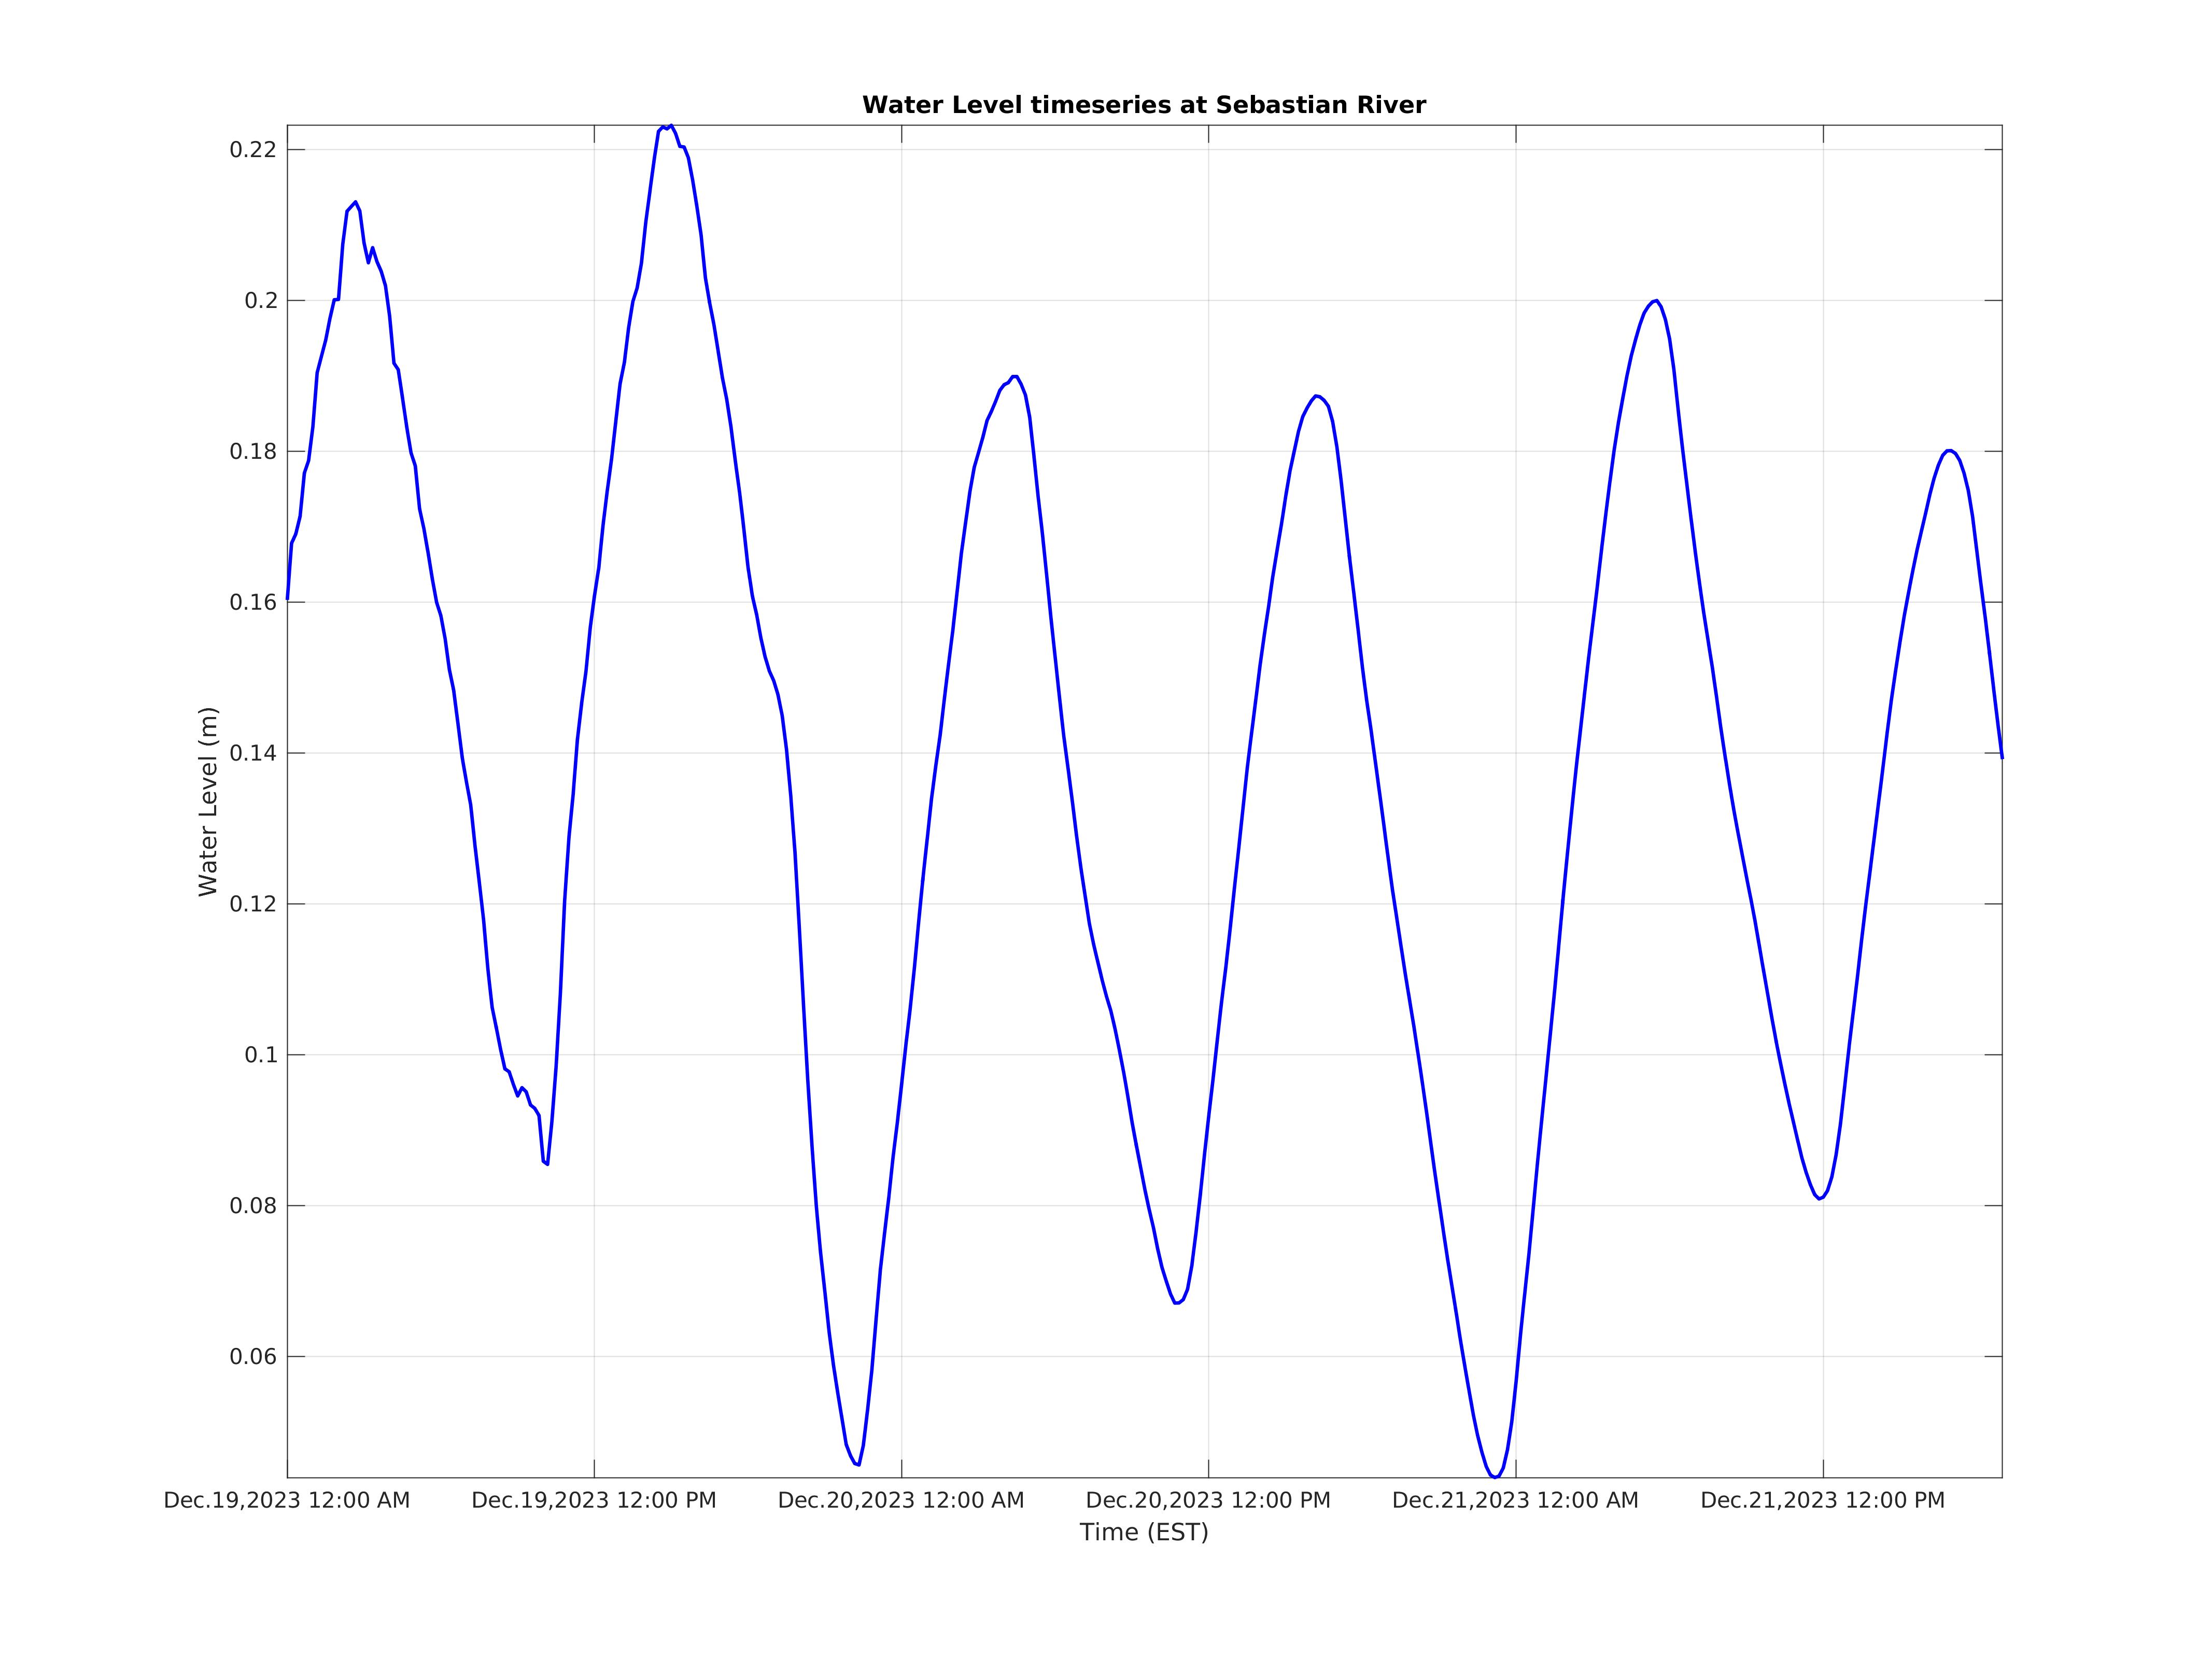 Water Level timeseries at Sebastian River
0.22
0.2
0.18
0.16
0.14
0.12
0.1
0.08
0.06
Water Level (m)
Dec.19,2023 12:00 AM
Dec.19,2023 12:00 PM
Dec.20,2023 12:00 AM
Dec.20,2023 12:00 PM
Dec.21,2023 12:00 AM
Dec.21,2023 12:00 PM
Time (EST)